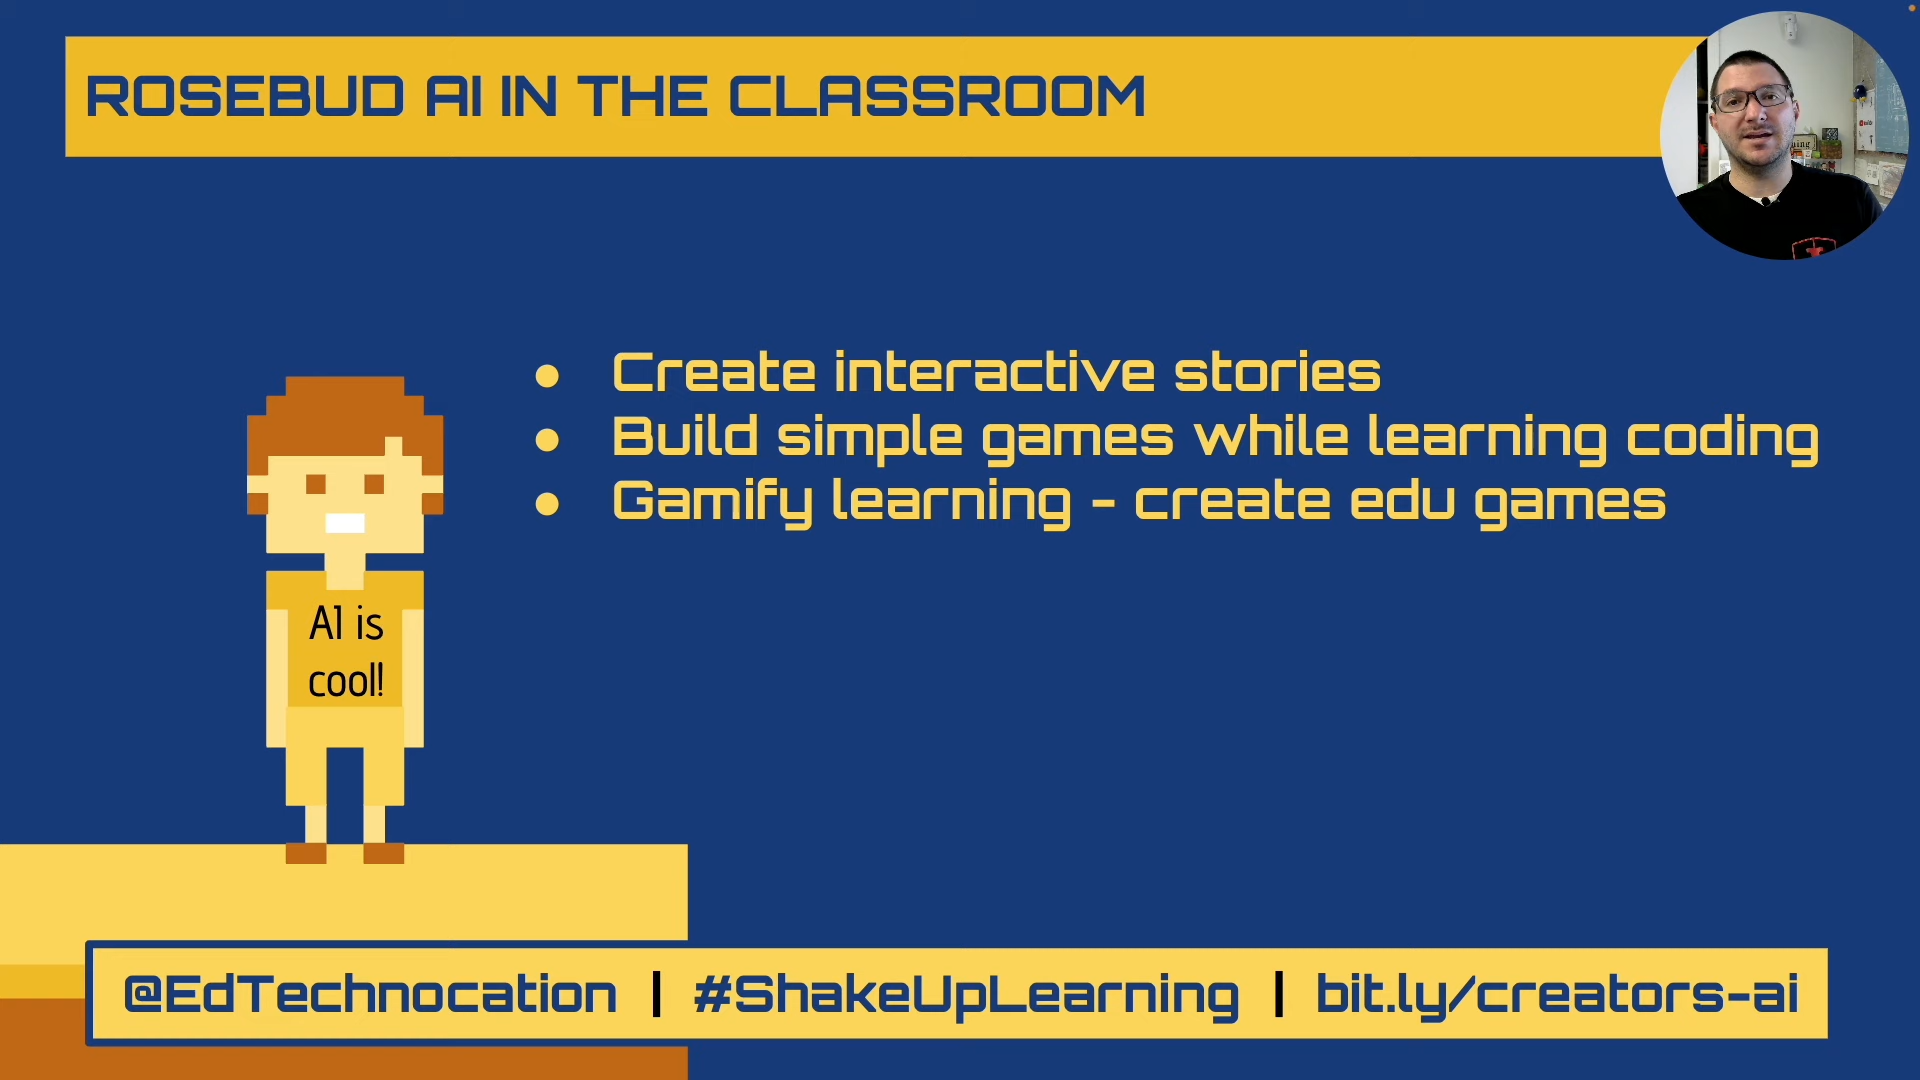 ROSEBUD AI IN THE CLASSROOM
● Create interactive stories
● Build simple games while learning coding
● Gamify learning - create edu games
AI is
cool!
@EdTechnocation | #ShakeUpLearning | bit.ly/creators-ai